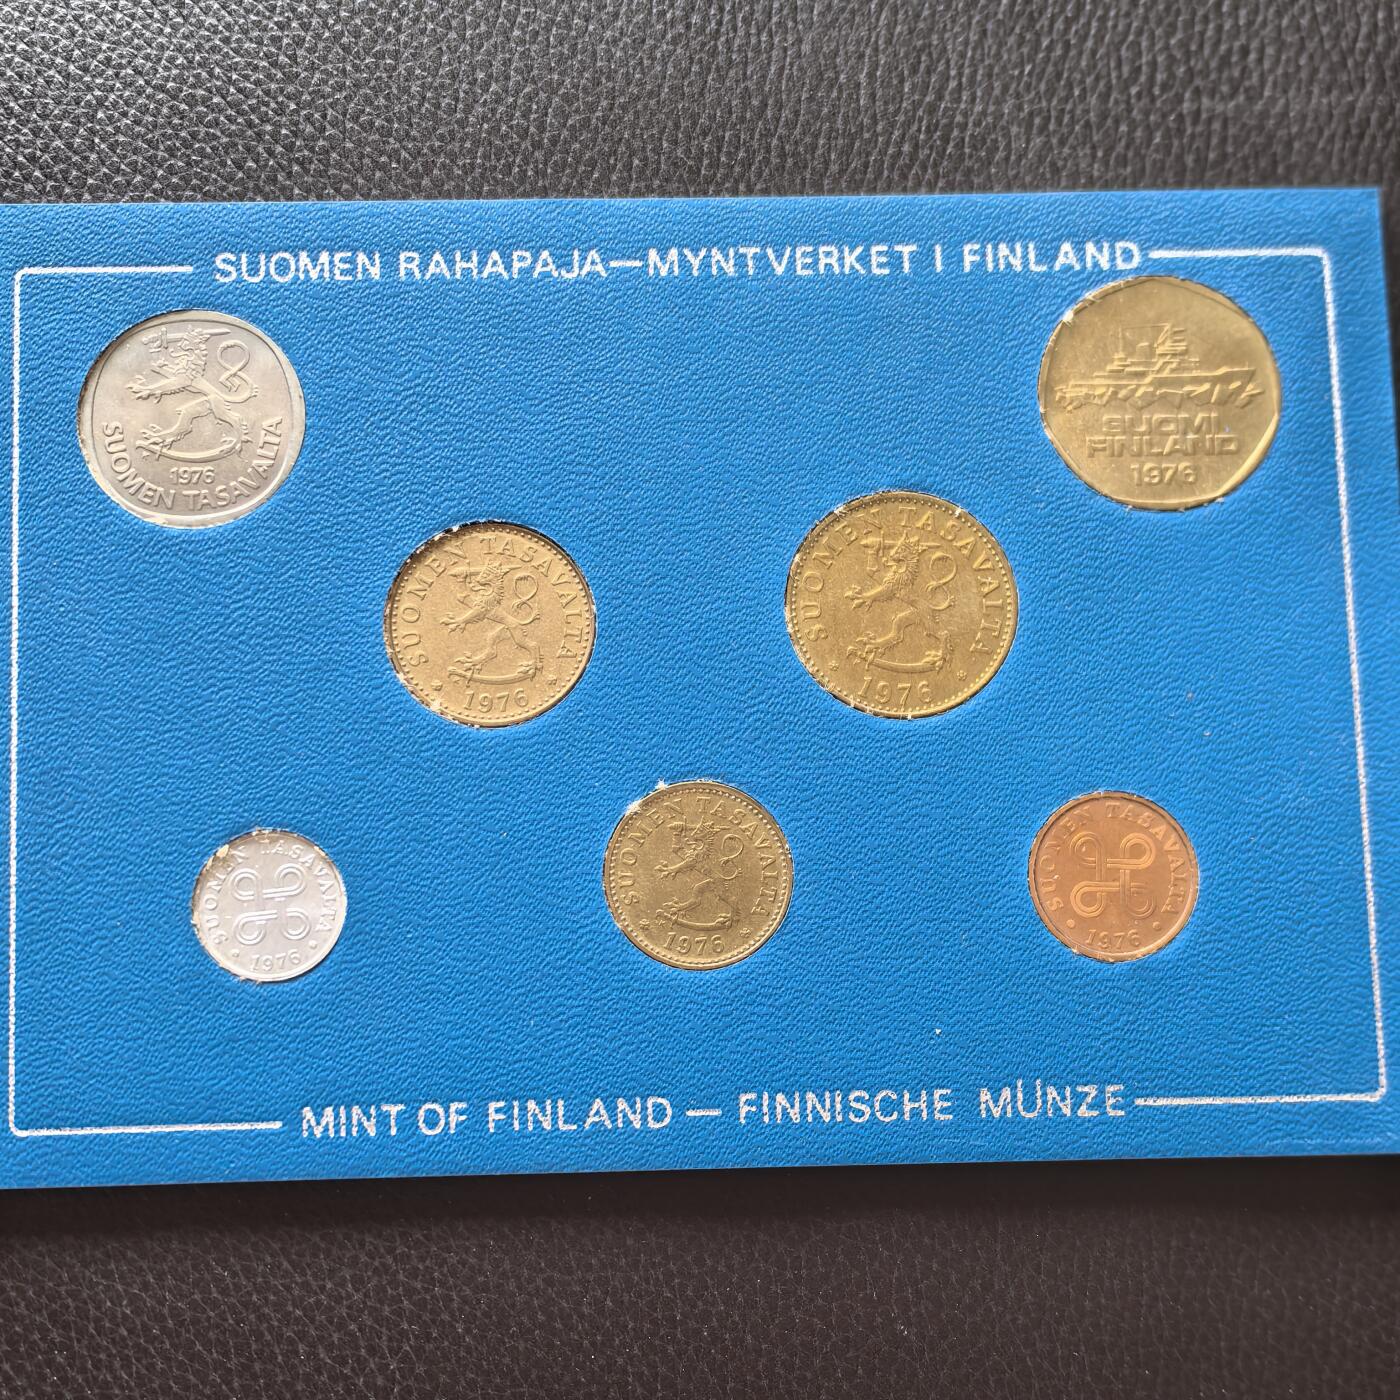 SUOMEN RAHAPAJA—MYNTVERKET I FINLAND
1976
SUOMEN TASAVALTA
SUOMI
FINLAND
1976
SUOMEN TASAVALTA
1976
SUOMEN TASAVALTA
1976
SUOMEN TASAVALTA
1976
SUOMEN TASAVALTA
1976
SUOMEN TASAVALTA
1976
MINT OF FINLAND — FINNISCHE MÜNZE